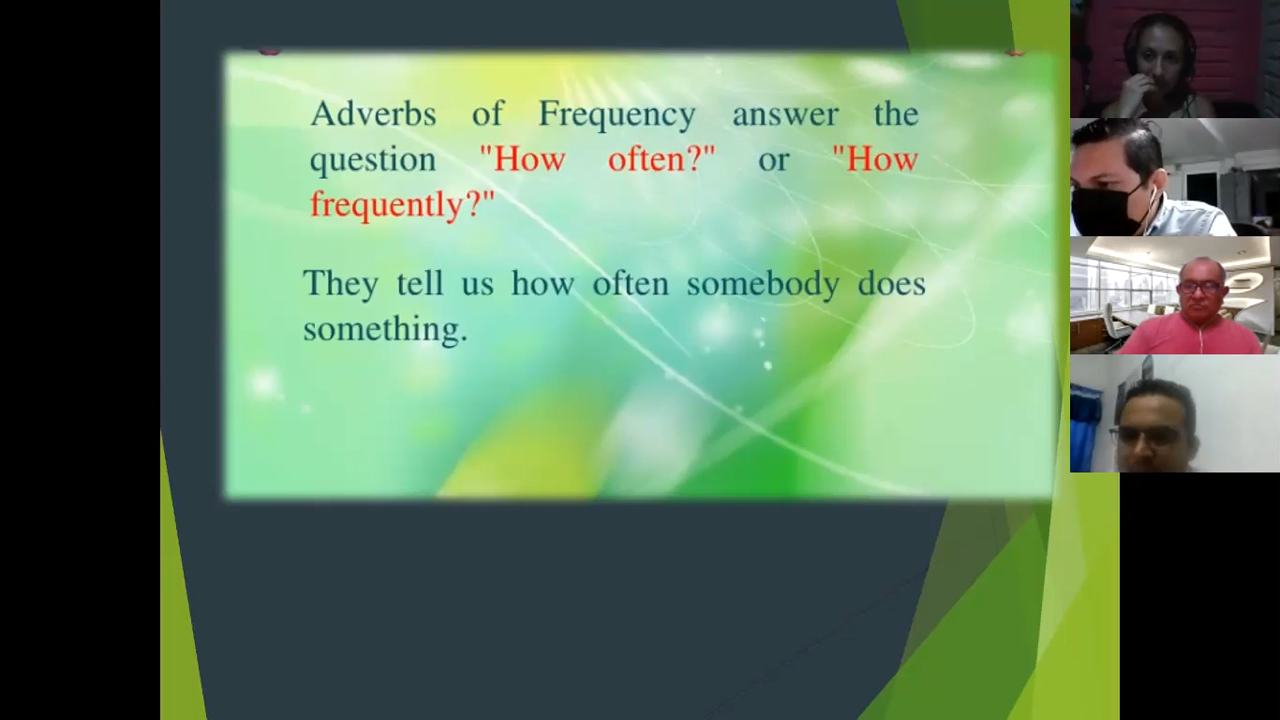 Adverbs of Frequency answer the
question "How often?" or "How
frequently?"
They tell us how often somebody does
something.